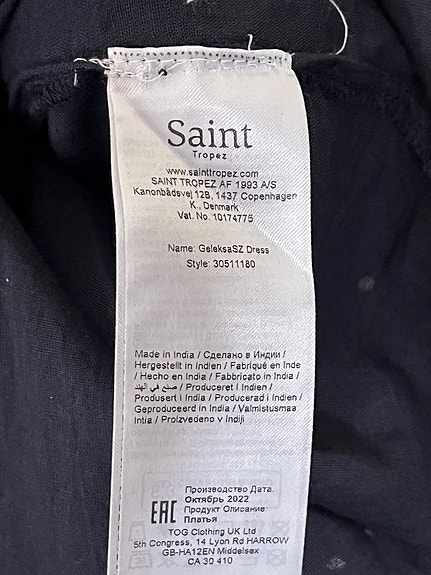 Saint
Tropez
www.sainttropez.com
SAINT TROPEZ AF 1993 A/S
Kanonbådsvej 12B, 1437 Copenhagen
K., Denmark
Vat. No. 10174775
Name: GeleksaSZ Dress
Style: 30511180
Made in India / Сделано в Индии /
Hergestellt in Indien / Fabriqué en Inde
/ Hecho en India / Fabbricato in India /
صنع في الهند / Produceret i Indien /
Produsert i India / Producerad i Indien /
Geproduceerd in India / Valmistusmaa
Intia / Proizvedeno v Indiji
Производство Дата:
Октябрь 2022
EAC Продукт Описание:
Платья
TOG Clothing UK Ltd
5th Congress, 14 Lyon Rd HARROW
GB-HA12EN Middelsex
CA 30 410